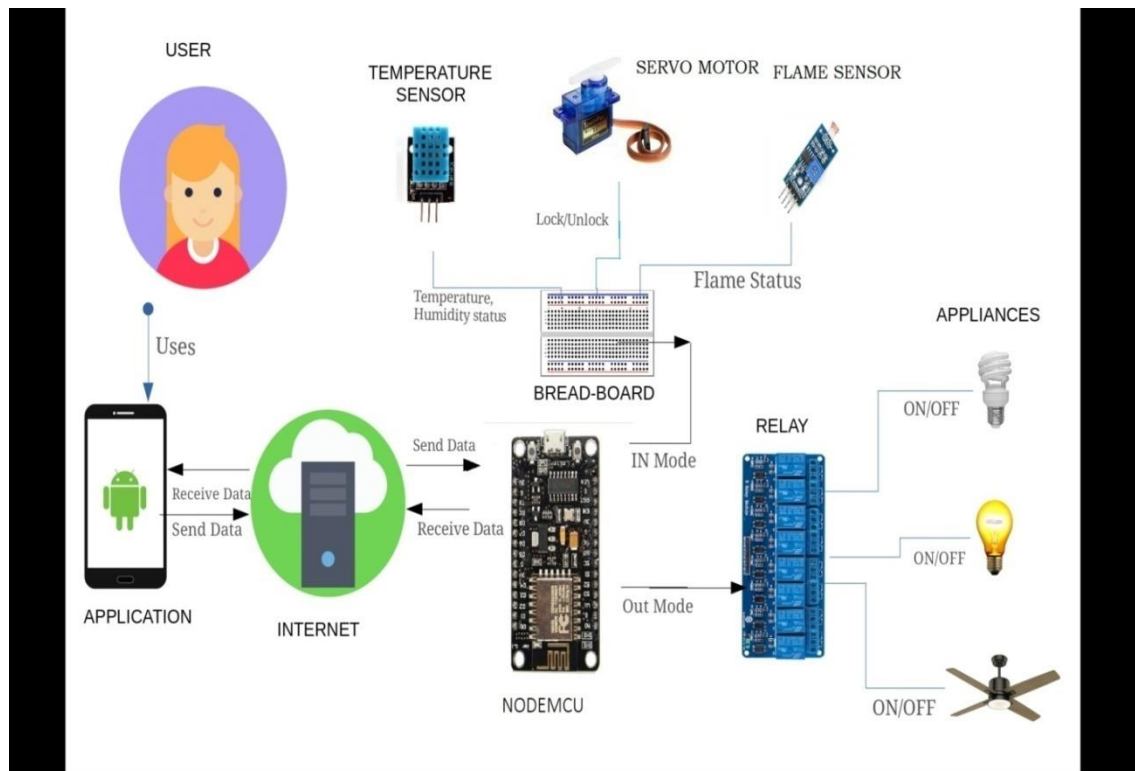 USER
TEMPERATURE
SENSOR
SERVO MOTOR
FLAME SENSOR
Lock/Unlock
Flame Status
Temperature,
Humidity status
Uses
BREAD-BOARD
APPLIANCES
ON/OFF
RELAY
Send Data
IN Mode
Receive Data
Send Data
Receive Data
ON/OFF
Out Mode
APPLICATION
INTERNET
NODEMCU
ON/OFF